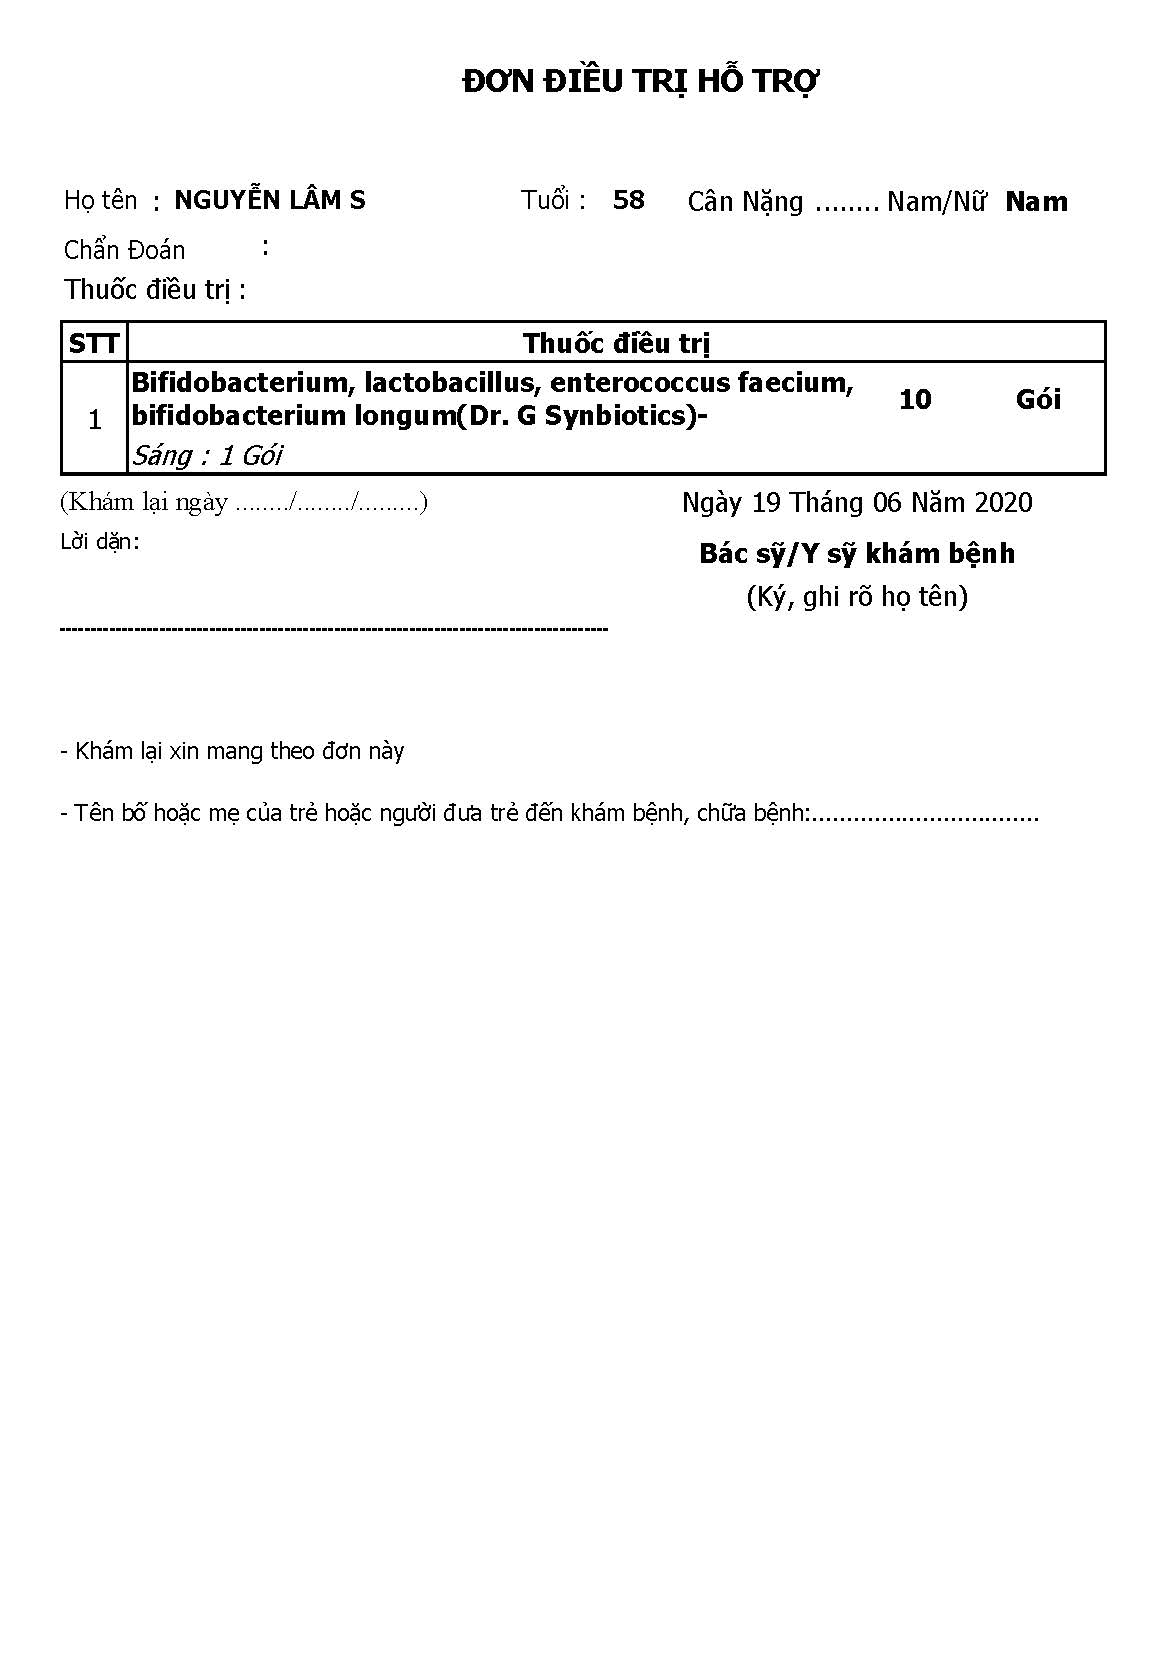 ĐƠN ĐIỀU TRỊ HỖ TRỢ
Họ tên : NGUYỄN LÂM S Tuổi : 58 Cân Nặng ........ Nam/Nữ Nam
Chẩn Đoán :
Thuốc điều trị :
STT Thuốc điều trị
1 Bifidobacterium, lactobacillus, enterococcus faecium, 10 Gói
bifidobacterium longum(Dr. G Synbiotics)-
Sáng : 1 Gói
(Khám lại ngày ......../......../.........) Ngày 19 Tháng 06 Năm 2020
Lời dặn:
Bác sỹ/Y sỹ khám bệnh
(Ký, ghi rõ họ tên)
- Khám lại xin mang theo đơn này
- Tên bố hoặc mẹ của trẻ hoặc người đưa trẻ đến khám bệnh, chữa bệnh:.................................